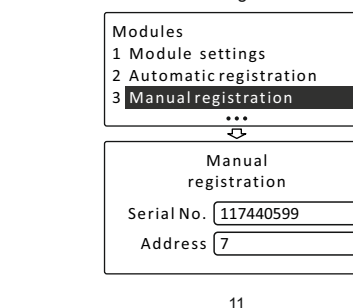 Modules
1 Module settings
2 Automatic registration
3 Manual registration
•••
Manual
registration
Serial No. 117440599
Address 7
11